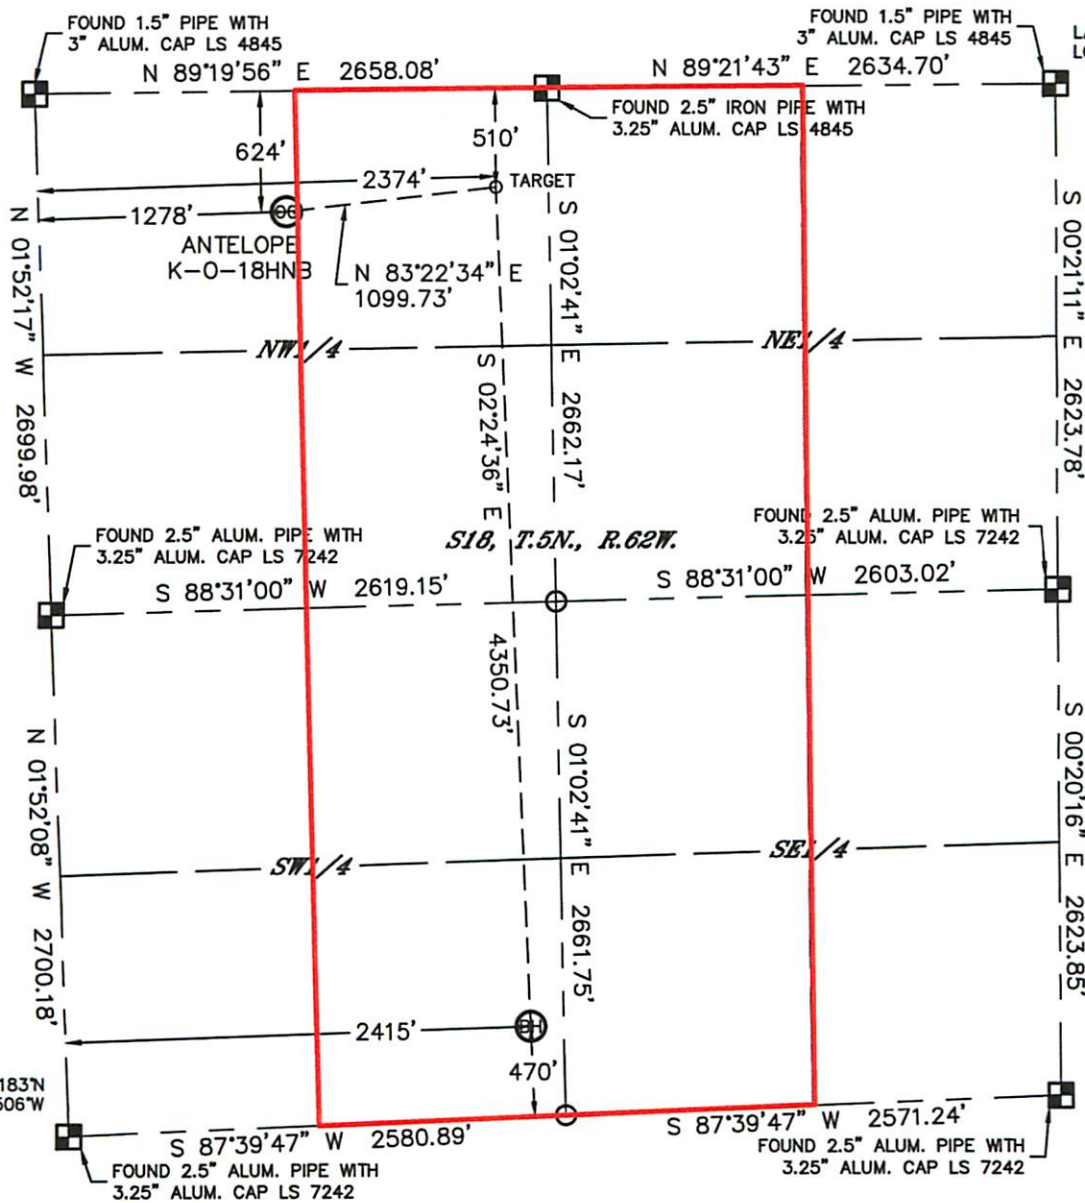 FOUND 1.5" PIPE WITH
3" ALUM. CAP LS 4845
FOUND 1.5" PIPE WITH
3" ALUM. CAP LS 4845
N 89°19'56" E 2658.08'
N 89°21'43" E 2634.70'
FOUND 2.5" IRON PIPE WITH
3.25" ALUM. CAP LS 4845
624'
510'
2374'
TARGET
1278'
ANTELOPE
K-O-18HNB
N 83°22'34" E
1099.73'
N 01°52'17" W 2699.98'
S 01°02'41" E 2662.17'
S 00°21'11" E 2623.78'
NW1/4
NE1/4
S 02°24'36" E 4350.73'
FOUND 2.5" ALUM. PIPE WITH
3.25" ALUM. CAP LS 7242
S18, T.5N., R.62W.
FOUND 2.5" ALUM. PIPE WITH
3.25" ALUM. CAP LS 7242
S 88°31'00" W 2619.15'
S 88°31'00" W 2603.02'
N 01°52'08" W 2700.18'
S 01°02'41" E 2661.75'
S 00°20'16" E 2623.85'
SW1/4
SE1/4
2415'
BH
470'
183°N
506°W
S 87°39'47" W 2580.89'
S 87°39'47" W 2571.24'
FOUND 2.5" ALUM. PIPE WITH
3.25" ALUM. CAP LS 7242
FOUND 2.5" ALUM. PIPE WITH
3.25" ALUM. CAP LS 7242